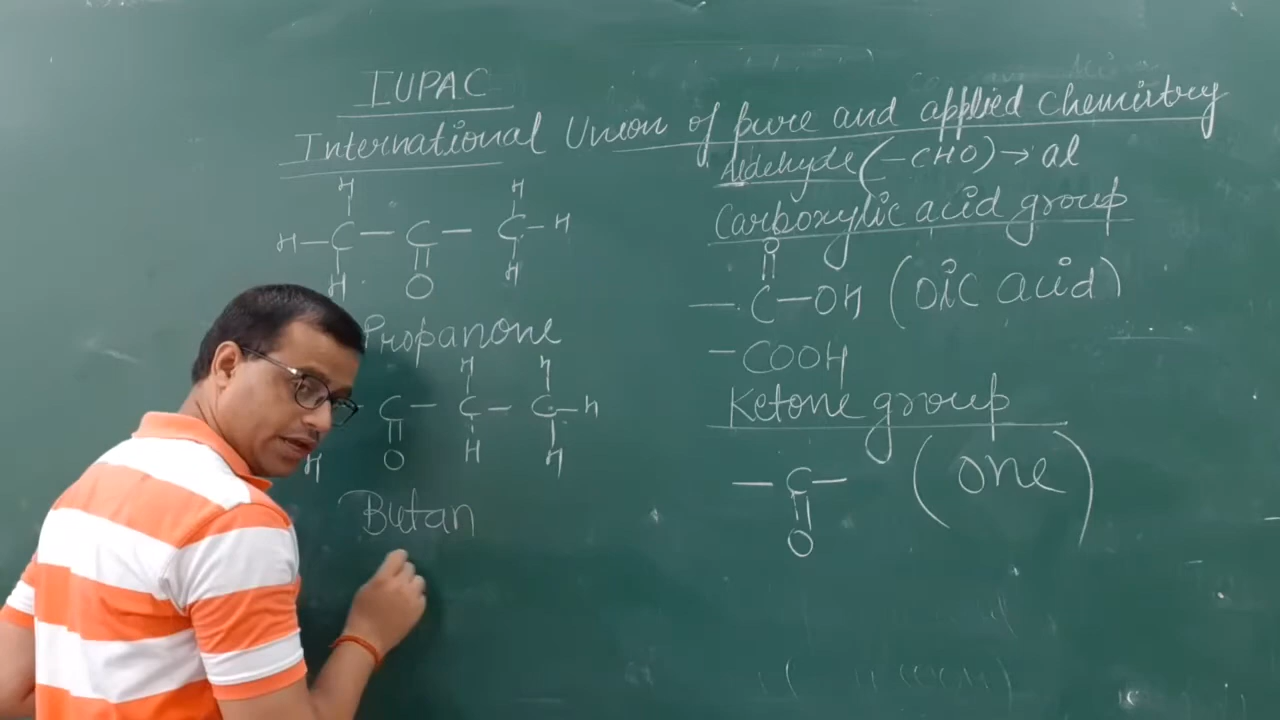 IUPAC
International Union of pure and applied chemistry
Aldehyde (-CHO) → al
Carboxylic acid group
H H
H-C-C-C-H
H O H
O
-C-OH (oic acid)
Propanone
-COOH
Ketone group
H H
C-C-C-H
H O H H
-C- (one)
O
Butan